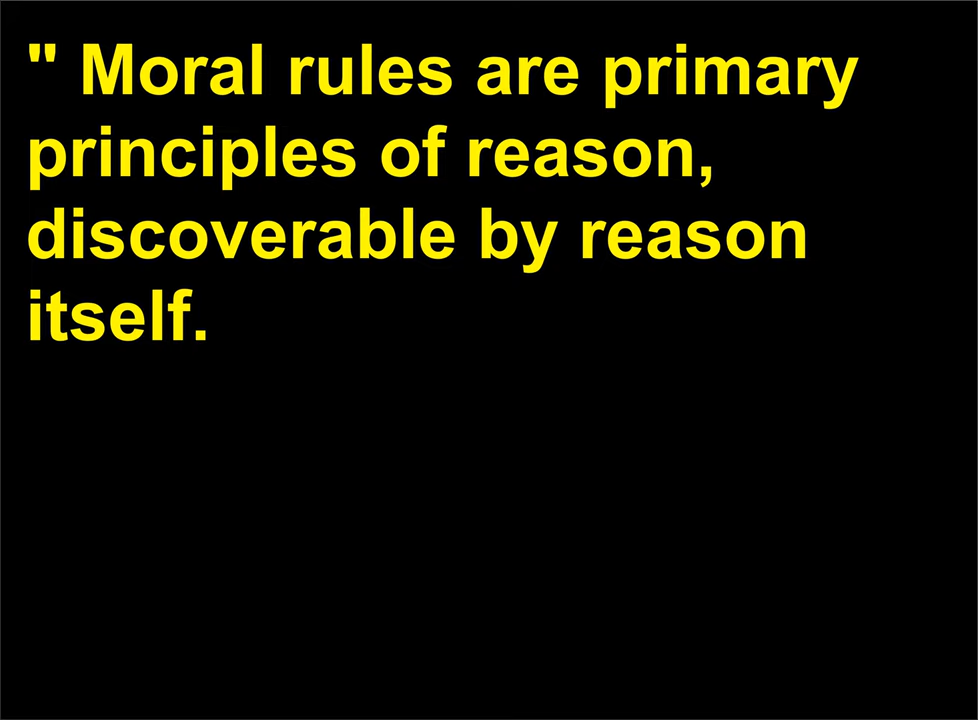 " Moral rules are primary
principles of reason,
discoverable by reason
itself.